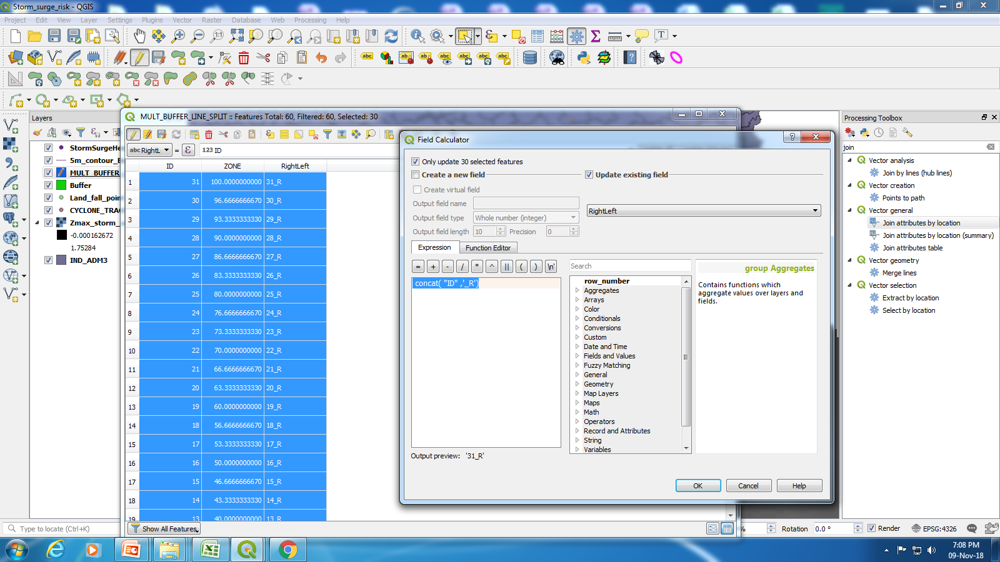 Storm_surge_risk - QGIS
Project Edit View Layer Settings Plugins Vector Raster Database Web Processing Help
Layers
StormSurgeHe
5m_contour_B
MULT_BUFFER_
Buffer
Land_fall_poin
CYCLONE_TRAC
Zmax_storm_
-0.000162672
1.75284
IND_ADM3
MULT_BUFFER_LINE_SPLIT :: Features Total: 60, Filtered: 60, Selected: 30
abc RightL = ε 123 ID
ID ZONE RightLeft
1 31 100.0000000000 31_R
2 30 96.6666666670 30_R
3 29 93.3333333330 29_R
4 28 90.0000000000 28_R
5 27 86.6666666670 27_R
6 26 83.3333333330 26_R
7 25 80.0000000000 25_R
8 24 76.6666666670 24_R
9 23 73.3333333330 23_R
10 22 70.0000000000 22_R
11 21 66.6666666670 21_R
12 20 63.3333333330 20_R
13 19 60.0000000000 19_R
14 18 56.6666666670 18_R
15 17 53.3333333330 17_R
16 16 50.0000000000 16_R
17 15 46.6666666670 15_R
18 14 43.3333333330 14_R
19 13 40.0000000000 13_R
Show All Features
Field Calculator
Only update 30 selected features
Create a new field
Update existing field
Create virtual field
Output field name
Output field type Whole number (integer)
Output field length 10 Precision 0
RightLeft
Expression Function Editor
= + - / * ^ || ( ) '\n'
concat( "ID" ,'_R')
Output preview: '31_R'
Search
row_number
Aggregates
Arrays
Color
Conditionals
Conversions
Custom
Date and Time
Fields and Values
Fuzzy Matching
General
Geometry
Map Layers
Maps
Math
Operators
Record and Attributes
String
Variables
group Aggregates
Contains functions which
aggregate values over layers and
fields.
OK Cancel Help
Processing Toolbox
join
Vector analysis
Join by lines (hub lines)
Vector creation
Points to path
Vector general
Join attributes by location
Join attributes by location (summary)
Join attributes table
Vector geometry
Merge lines
Vector selection
Extract by location
Select by location
Type to locate (Ctrl+K)
% Rotation 0.0 ° Render EPSG:4326
7:08 PM
09-Nov-18